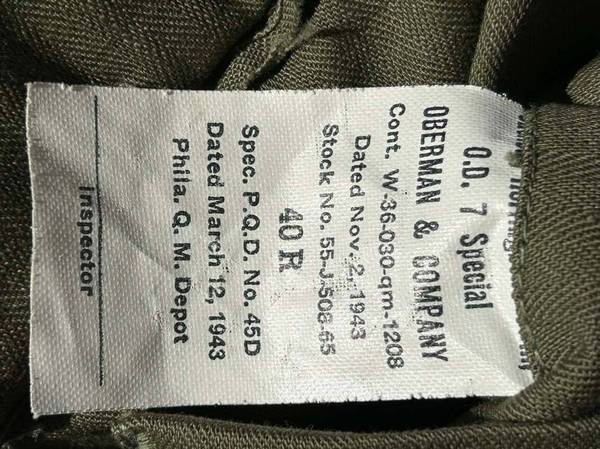 O.D. 7 Special
OBERMAN & COMPANY
Cont. W-36-030-qm-1208
Dated Nov. 2, 1943
Stock No. 55-J-508-65
40 R
Spec. P.Q.D. No. 45D
Dated March 12, 1943
Phila. Q. M. Depot
Inspector